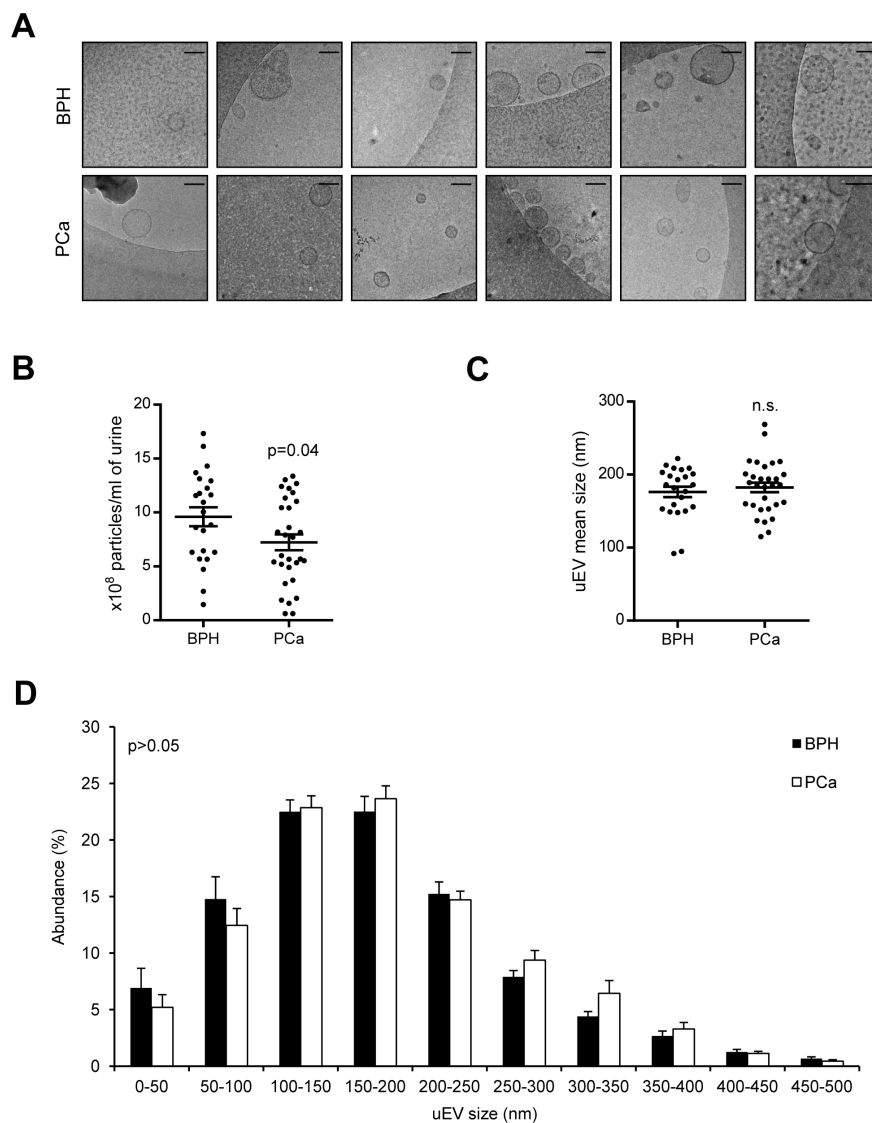 A
BPH
PCa
B
x10⁸ particles/ml of urine
20
15
10
5
0
p=0.04
BPH
PCa
C
uEV mean size (nm)
300
200
100
0
n.s.
BPH
PCa
D
Abundance (%)
30
25
20
15
10
5
0
p>0.05
BPH
PCa
0-50 50-100 100-150 150-200 200-250 250-300 300-350 350-400 400-450 450-500
uEV size (nm)